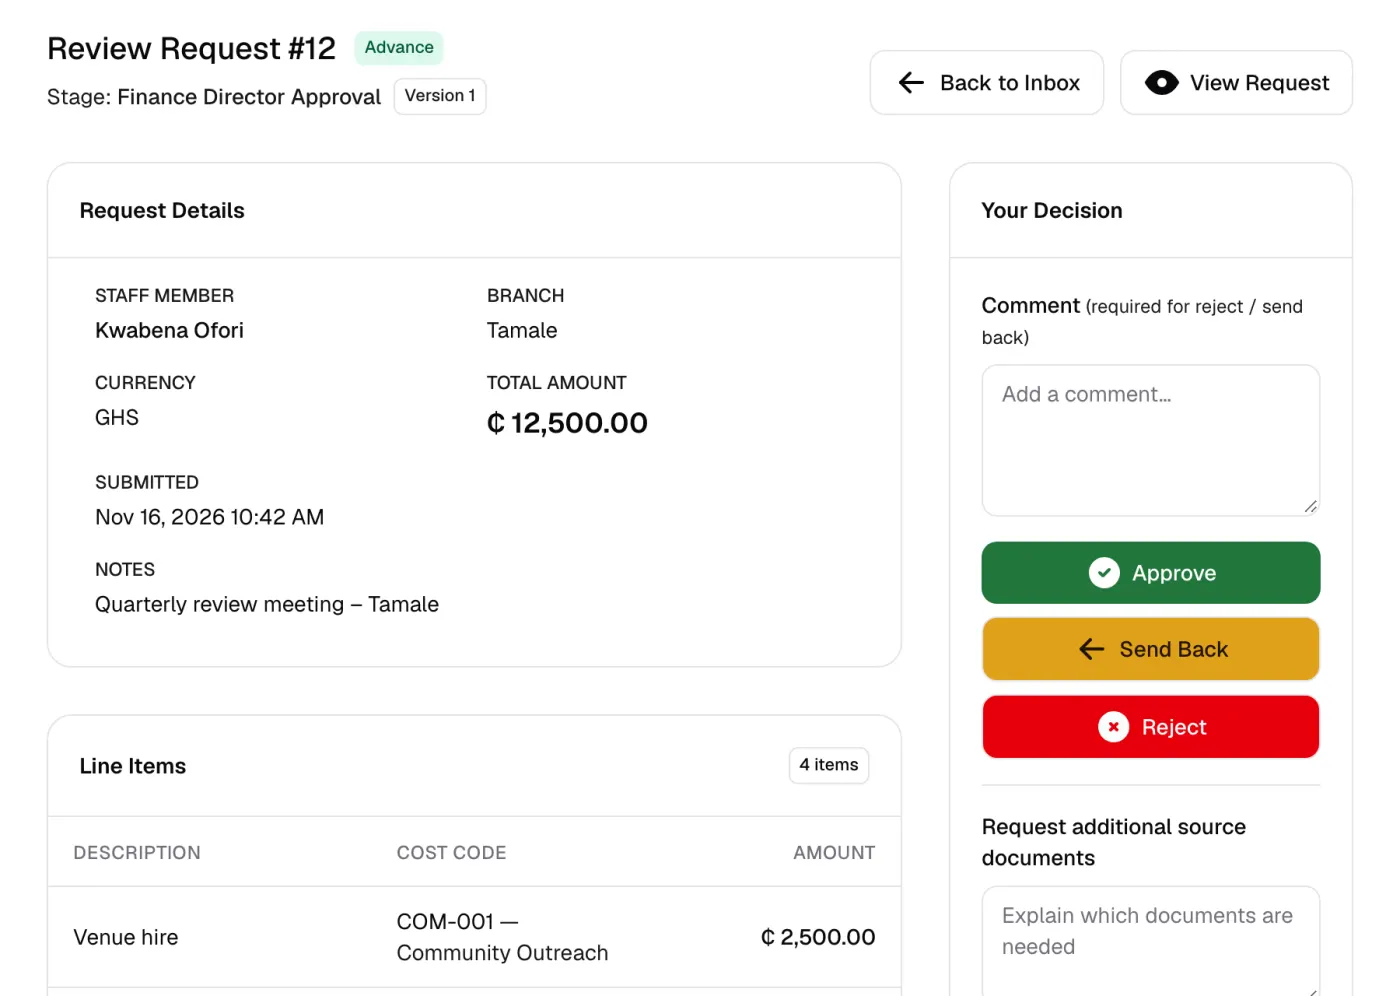 Review Request #12 Advance
Stage: Finance Director Approval Version 1
Back to Inbox
View Request
Request Details
STAFF MEMBER
Kwabena Ofori
BRANCH
Tamale
CURRENCY
GHS
TOTAL AMOUNT
₵ 12,500.00
SUBMITTED
Nov 16, 2026 10:42 AM
NOTES
Quarterly review meeting – Tamale
Line Items
4 items
DESCRIPTION COST CODE AMOUNT
Venue hire
COM-001 —
Community Outreach
₵ 2,500.00
Your Decision
Comment (required for reject / send
back)
Add a comment...
Approve
Send Back
Reject
Request additional source
documents
Explain which documents are
needed